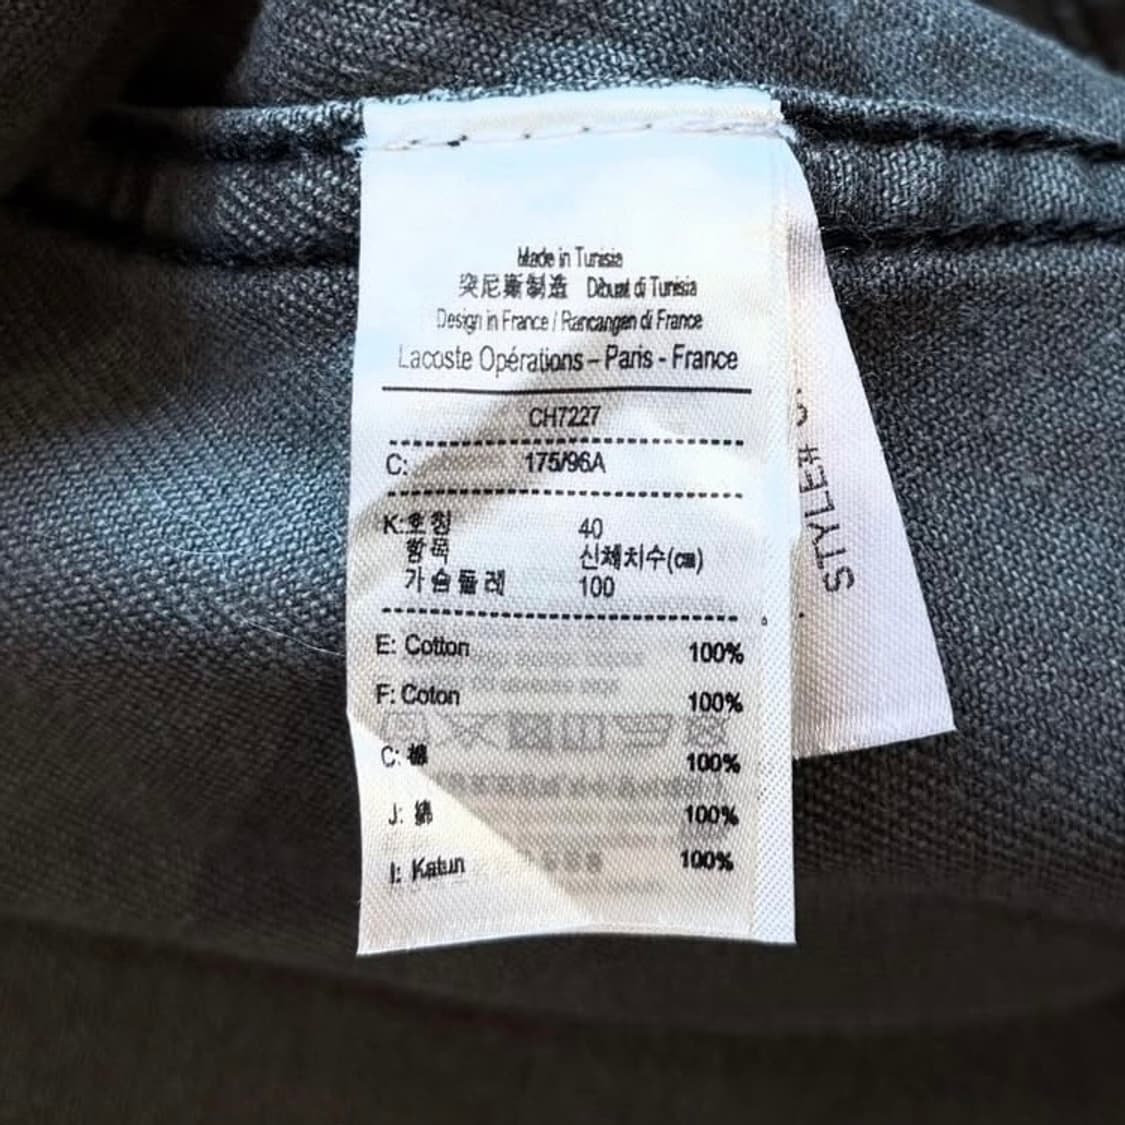 Made in Tunisia
突尼斯制造 Dibuat di Tunisia
Design in France / Rancangan di France
Lacoste Opérations – Paris - France
CH7227
C: 175/96A
K:호칭 40
항목 신체치수(cm)
가슴둘레 100
E: Cotton 100%
F: Coton 100%
C: 棉 100%
J: 綿 100%
I: Katun 100%
STYLE#